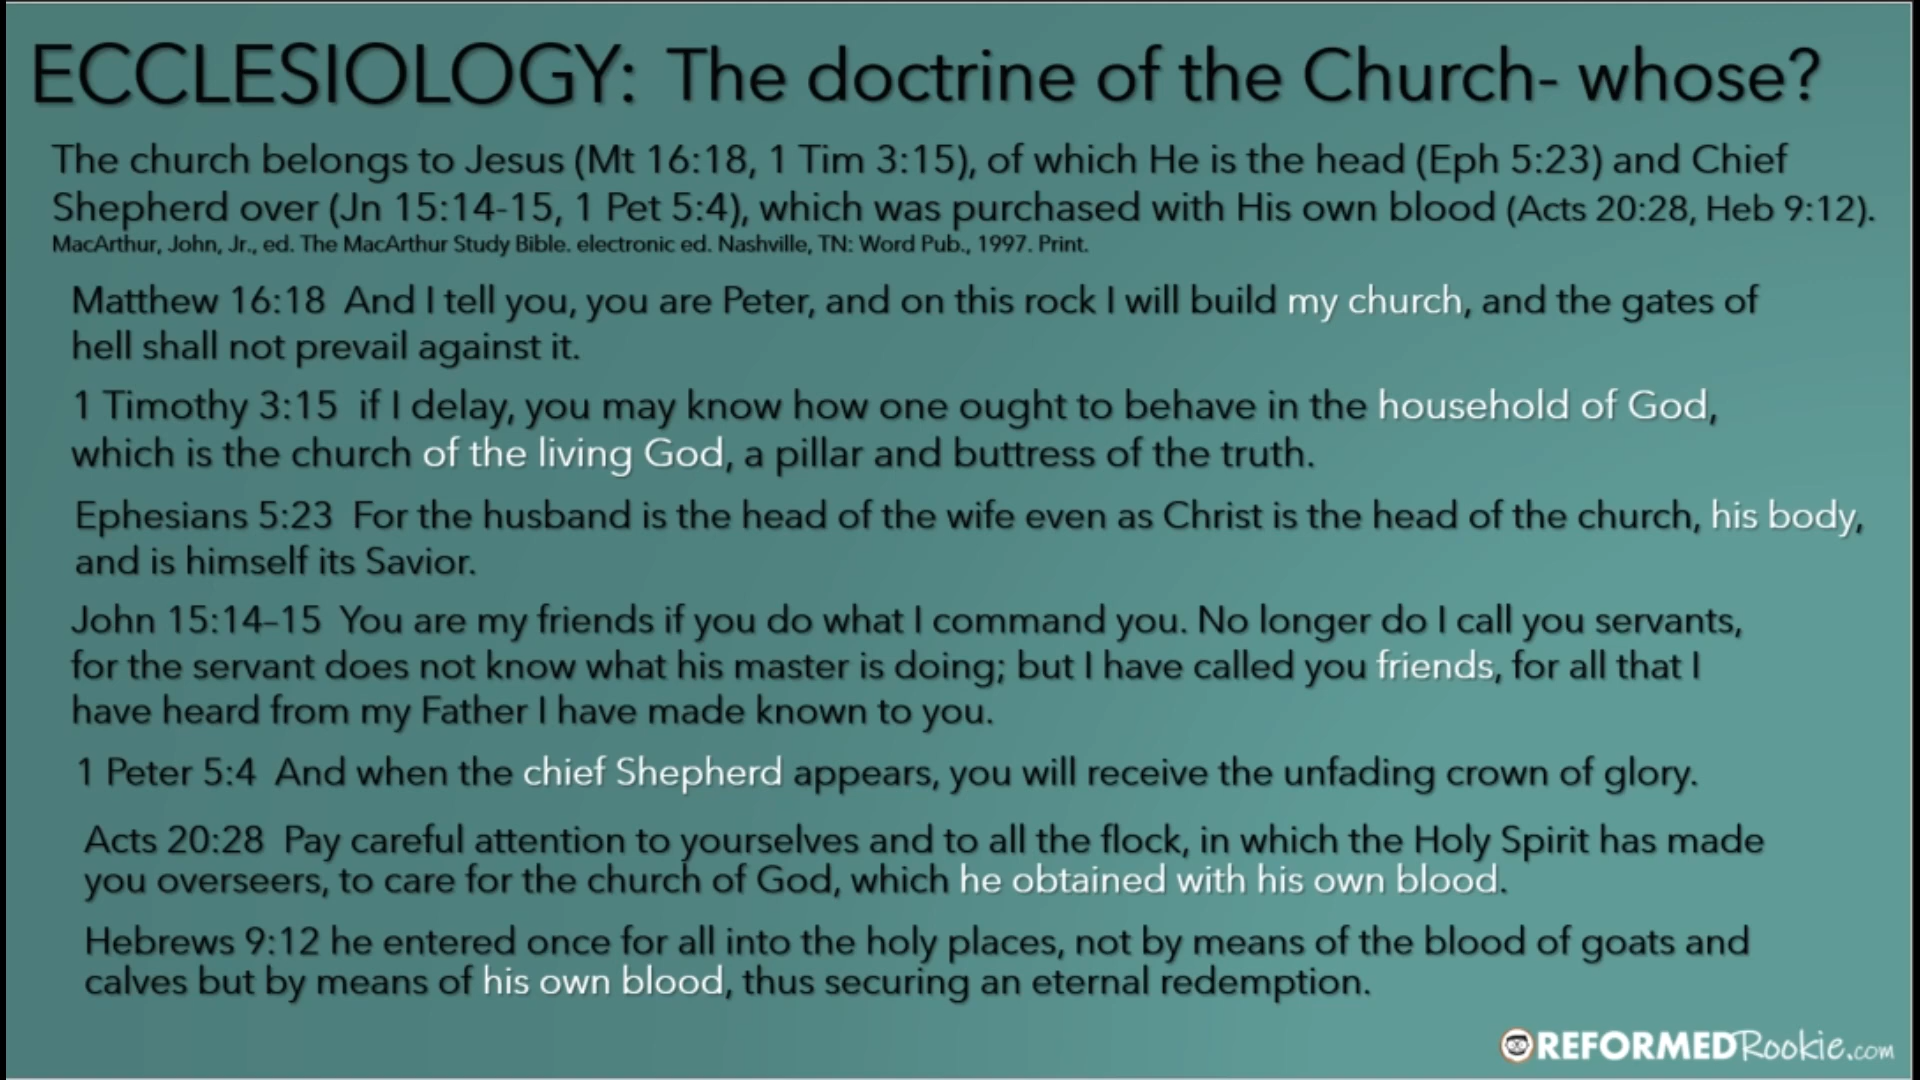 ECCLESIOLOGY: The doctrine of the Church- whose?
The church belongs to Jesus (Mt 16:18, 1 Tim 3:15), of which He is the head (Eph 5:23) and Chief
Shepherd over (Jn 15:14-15, 1 Pet 5:4), which was purchased with His own blood (Acts 20:28, Heb 9:12).
MacArthur, John, Jr., ed. The MacArthur Study Bible. electronic ed. Nashville, TN: Word Pub., 1997. Print.
Matthew 16:18 And I tell you, you are Peter, and on this rock I will build my church, and the gates of
hell shall not prevail against it.
1 Timothy 3:15 if I delay, you may know how one ought to behave in the household of God,
which is the church of the living God, a pillar and buttress of the truth.
Ephesians 5:23 For the husband is the head of the wife even as Christ is the head of the church, his body,
and is himself its Savior.
John 15:14–15 You are my friends if you do what I command you. No longer do I call you servants,
for the servant does not know what his master is doing; but I have called you friends, for all that I
have heard from my Father I have made known to you.
1 Peter 5:4 And when the chief Shepherd appears, you will receive the unfading crown of glory.
Acts 20:28 Pay careful attention to yourselves and to all the flock, in which the Holy Spirit has made
you overseers, to care for the church of God, which he obtained with his own blood.
Hebrews 9:12 he entered once for all into the holy places, not by means of the blood of goats and
calves but by means of his own blood, thus securing an eternal redemption.
REFORMEDRookie.com